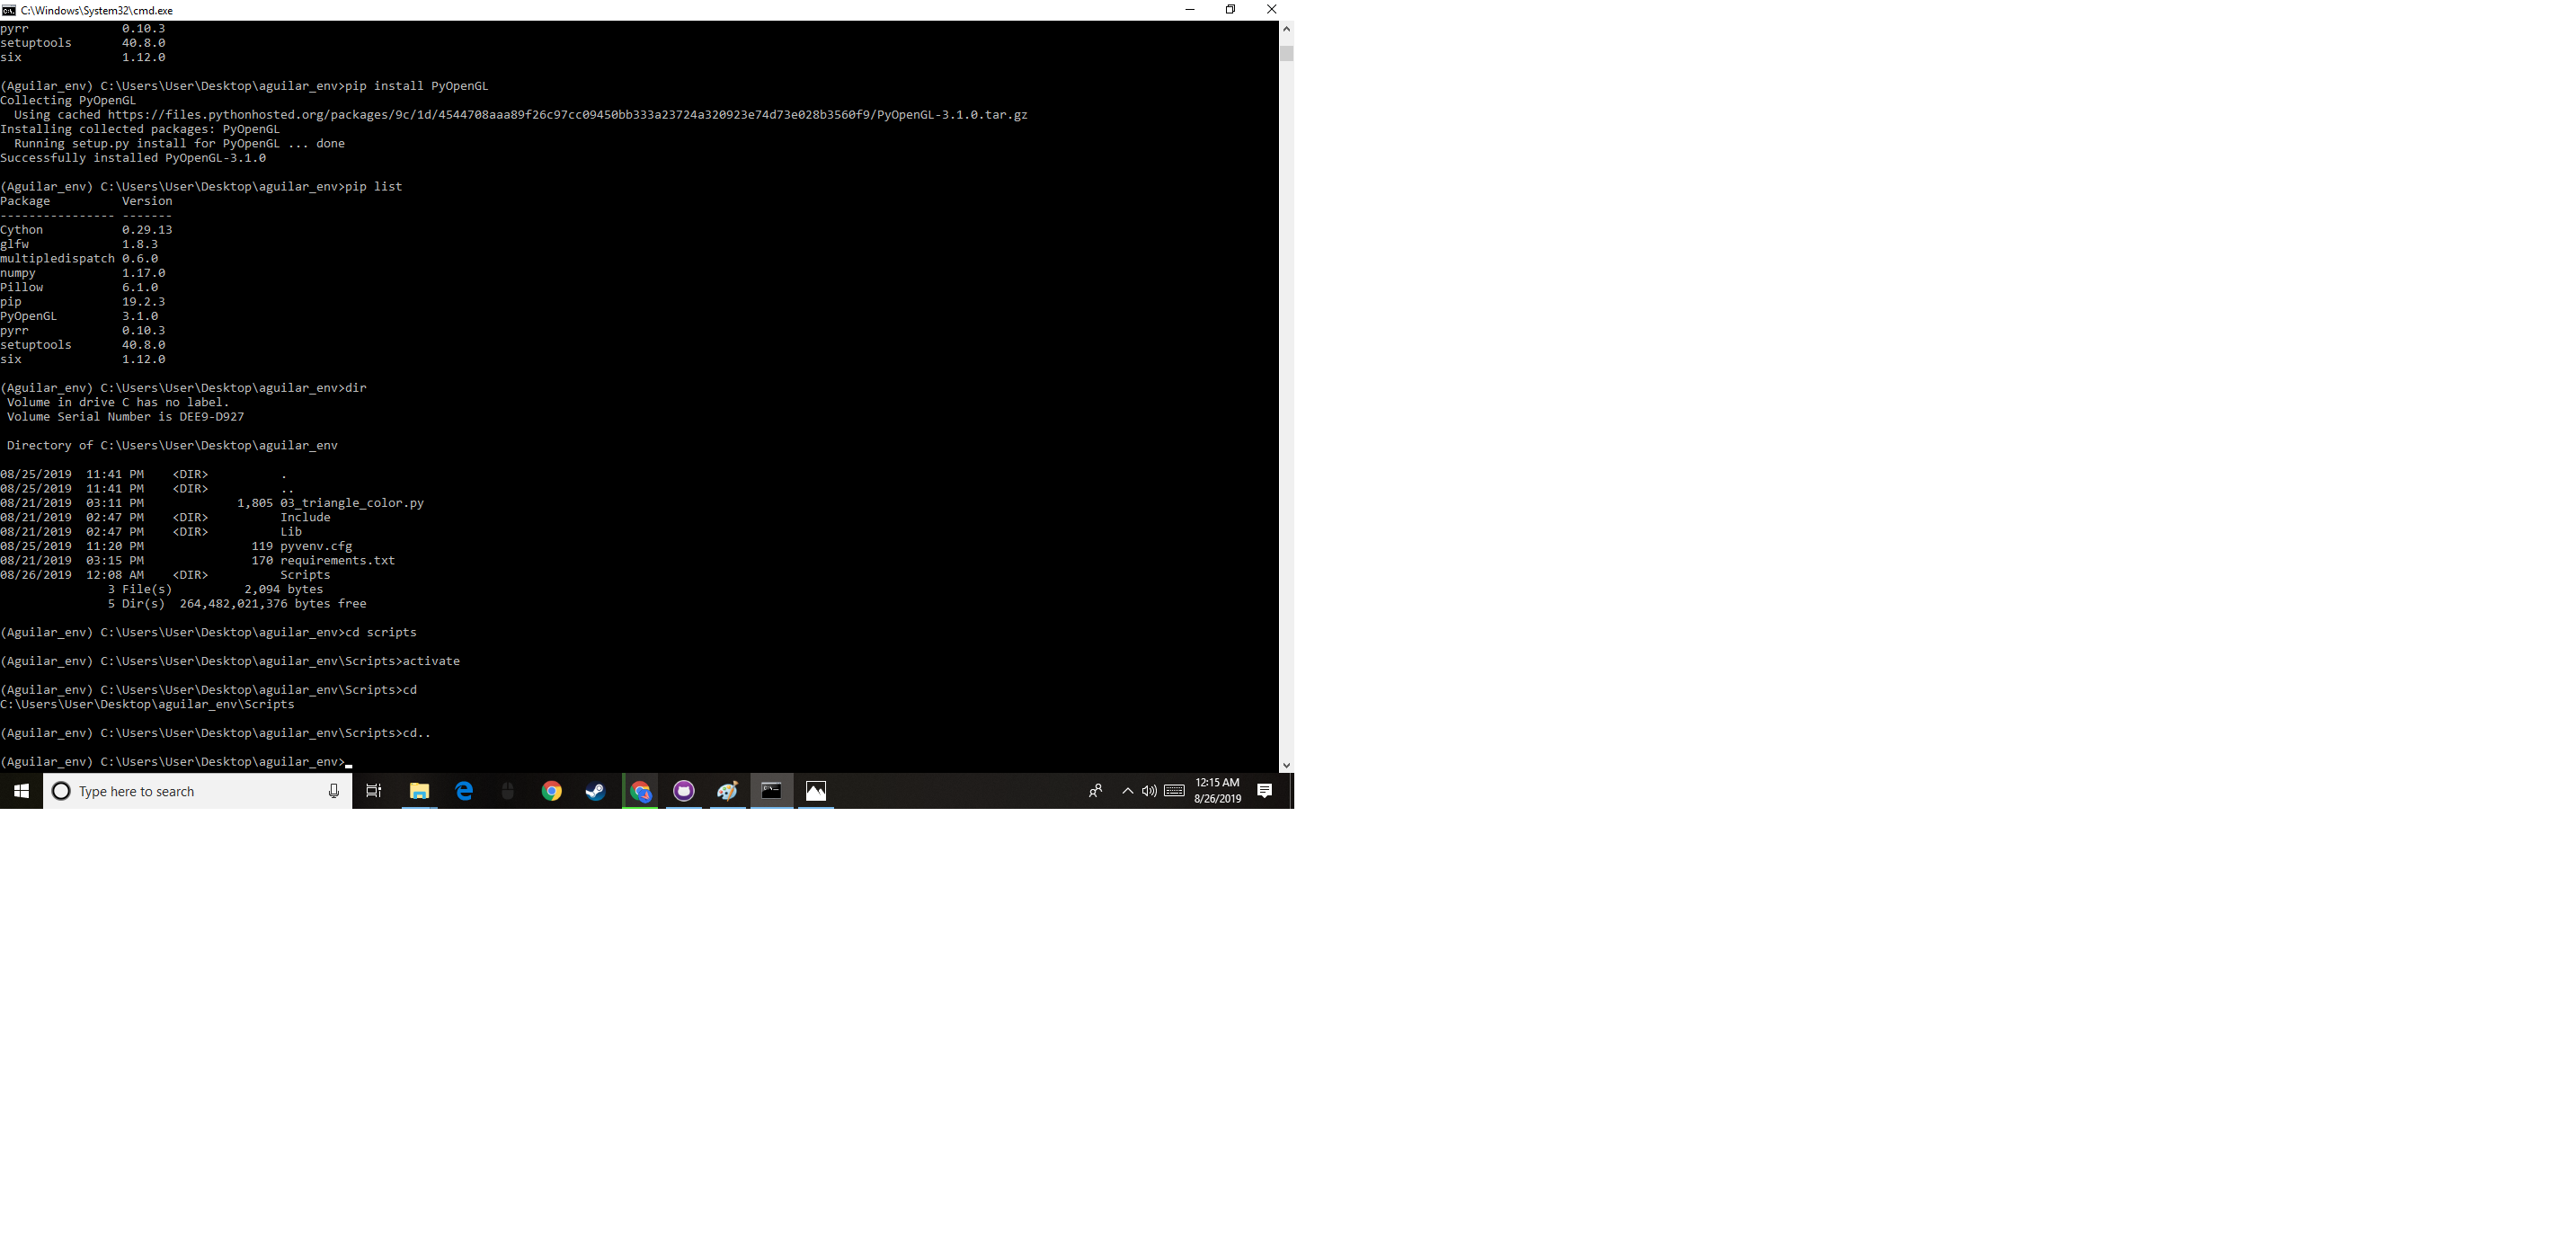 C:\Windows\System32\cmd.exe
pyrr             0.10.3
setuptools       40.8.0
six              1.12.0

(Aguilar_env) C:\Users\User\Desktop\aguilar_env>pip install PyOpenGL
Collecting PyOpenGL
  Using cached https://files.pythonhosted.org/packages/9c/1d/4544708aaa89f26c97cc09450bb333a23724a320923e74d73e028b3560f9/PyOpenGL-3.1.0.tar.gz
Installing collected packages: PyOpenGL
  Running setup.py install for PyOpenGL ... done
Successfully installed PyOpenGL-3.1.0

(Aguilar_env) C:\Users\User\Desktop\aguilar_env>pip list
Package          Version
---------------- -------
Cython           0.29.13
glfw             1.8.3
multipledispatch 0.6.0
numpy            1.17.0
Pillow           6.1.0
pip              19.2.3
PyOpenGL         3.1.0
pyrr             0.10.3
setuptools       40.8.0
six              1.12.0

(Aguilar_env) C:\Users\User\Desktop\aguilar_env>dir
 Volume in drive C has no label.
 Volume Serial Number is DEE9-D927

 Directory of C:\Users\User\Desktop\aguilar_env

08/25/2019  11:41 PM    <DIR>          .
08/25/2019  11:41 PM    <DIR>          ..
08/21/2019  03:11 PM             1,805 03_triangle_color.py
08/21/2019  02:47 PM    <DIR>          Include
08/21/2019  02:47 PM    <DIR>          Lib
08/25/2019  11:20 PM               119 pyvenv.cfg
08/21/2019  03:15 PM               170 requirements.txt
08/26/2019  12:08 AM    <DIR>          Scripts
               3 File(s)          2,094 bytes
               5 Dir(s)  264,482,021,376 bytes free

(Aguilar_env) C:\Users\User\Desktop\aguilar_env>cd scripts

(Aguilar_env) C:\Users\User\Desktop\aguilar_env\Scripts>activate

(Aguilar_env) C:\Users\User\Desktop\aguilar_env\Scripts>cd
C:\Users\User\Desktop\aguilar_env\Scripts

(Aguilar_env) C:\Users\User\Desktop\aguilar_env\Scripts>cd..

(Aguilar_env) C:\Users\User\Desktop\aguilar_env>
Type here to search
12:15 AM
8/26/2019